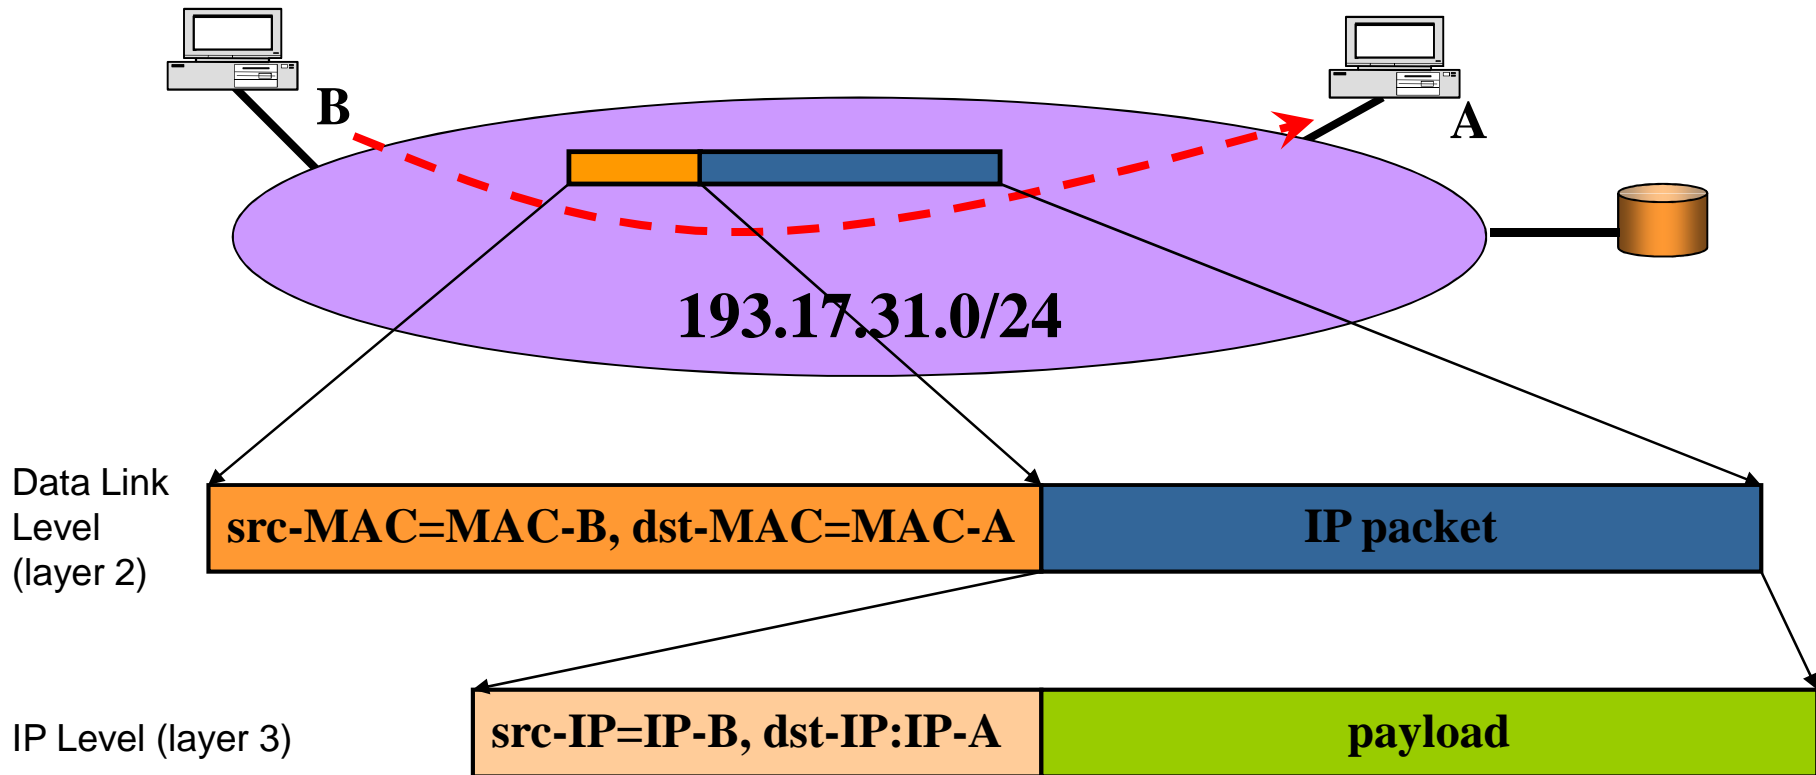 B
A
193.17.31.0/24
Data Link
Level
(layer 2)
src-MAC=MAC-B, dst-MAC=MAC-A
IP packet
IP Level (layer 3)
src-IP=IP-B, dst-IP:IP-A
payload